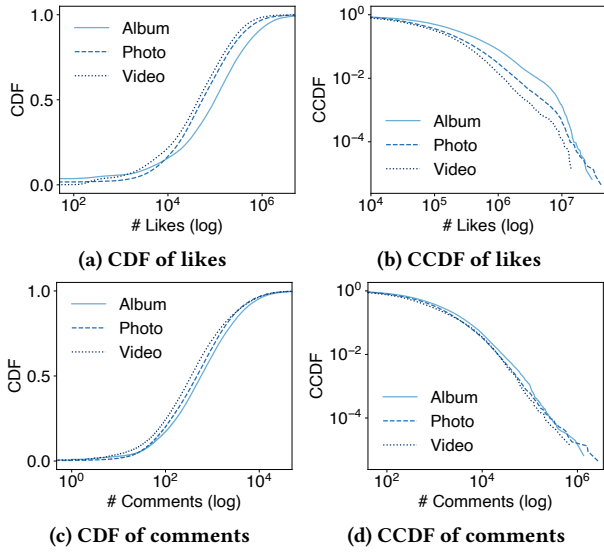 1.0
0.5
0.0
CDF
Album
Photo
Video
10^2
10^4
10^6
# Likes (log)
(a) CDF of likes
10^0
10^−2
10^−4
CCDF
Album
Photo
Video
10^4
10^5
10^6
10^7
# Likes (log)
(b) CCDF of likes
1.0
0.5
0.0
CDF
Album
Photo
Video
10^0
10^2
10^4
# Comments (log)
(c) CDF of comments
10^0
10^−2
10^−4
CCDF
Album
Photo
Video
10^2
10^4
10^6
# Comments (log)
(d) CCDF of comments